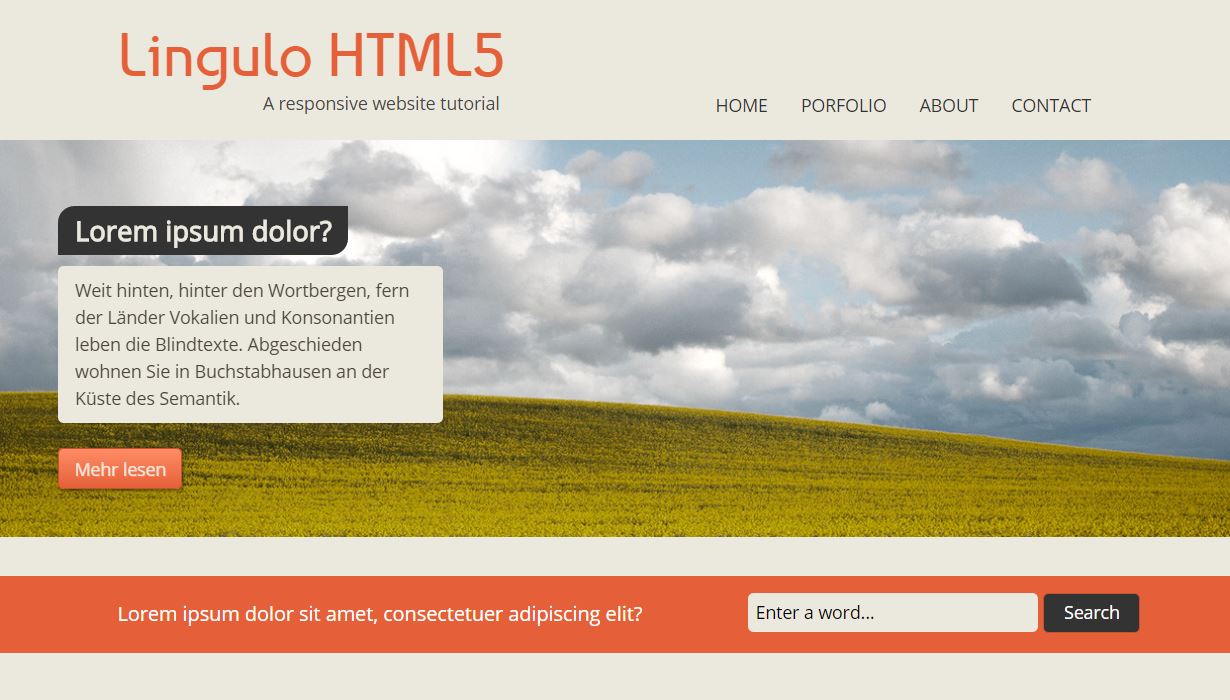 Lingulo HTML5
A responsive website tutorial
HOME PORFOLIO ABOUT CONTACT
Lorem ipsum dolor?
Weit hinten, hinter den Wortbergen, fern
der Länder Vokalien und Konsonantien
leben die Blindtexte. Abgeschieden
wohnen Sie in Buchstabhausen an der
Küste des Semantik.
Mehr lesen
Lorem ipsum dolor sit amet, consectetuer adipiscing elit?
Enter a word... Search